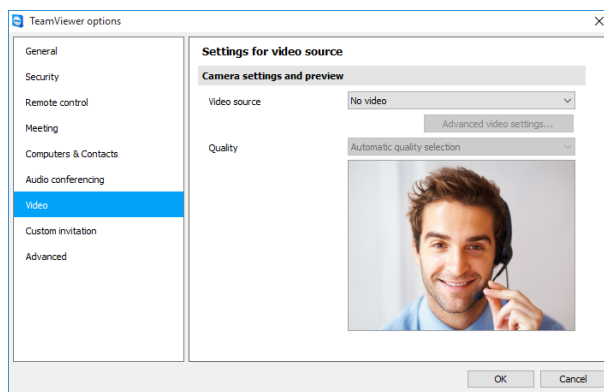 TeamViewer options
General
Security
Remote control
Meeting
Computers & Contacts
Audio conferencing
Video
Custom invitation
Advanced
Settings for video source
Camera settings and preview
Video source No video
Advanced video settings...
Quality Automatic quality selection
OK Cancel